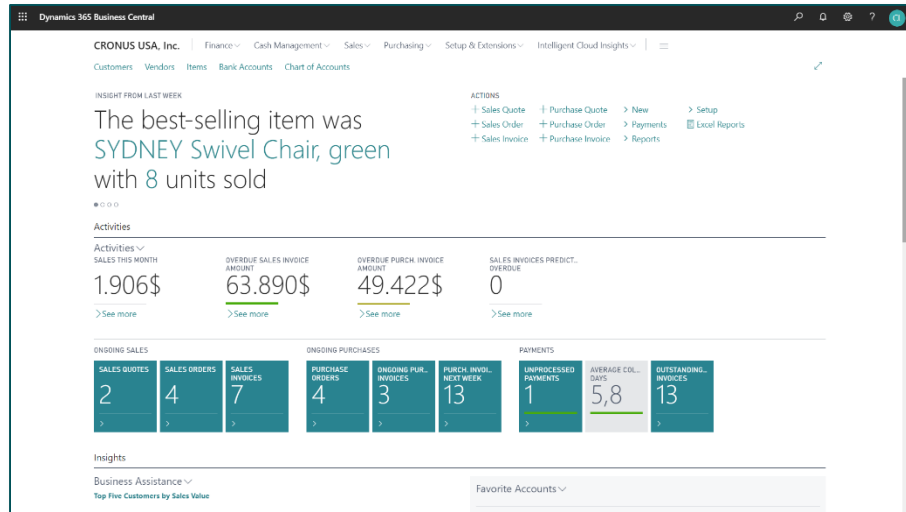 Dynamics 365 Business Central
CI
CRONUS USA, Inc. Finance Cash Management Sales Purchasing Setup & Extensions Intelligent Cloud Insights
Customers Vendors Items Bank Accounts Chart of Accounts
INSIGHT FROM LAST WEEK
The best-selling item was
SYDNEY Swivel Chair, green
with 8 units sold
ACTIONS
+ Sales Quote + Purchase Quote > New > Setup
+ Sales Order + Purchase Order > Payments Excel Reports
+ Sales Invoice + Purchase Invoice > Reports
Activities
Activities
SALES THIS MONTH
1.906$
>See more
OVERDUE SALES INVOICE
AMOUNT
63.890$
>See more
OVERDUE PURCH. INVOICE
AMOUNT
49.422$
>See more
SALES INVOICES PREDICT...
OVERDUE
0
>See more
ONGOING SALES
SALES QUOTES
2
SALES ORDERS
4
SALES
INVOICES
7
ONGOING PURCHASES
PURCHASE
ORDERS
4
ONGOING PUR...
INVOICES
3
PURCH. INVOI...
NEXT WEEK
13
PAYMENTS
UNPROCESSED
PAYMENTS
1
AVERAGE COL...
DAYS
5,8
OUTSTANDING...
INVOICES
13
Insights
Business Assistance
Top Five Customers by Sales Value
Favorite Accounts